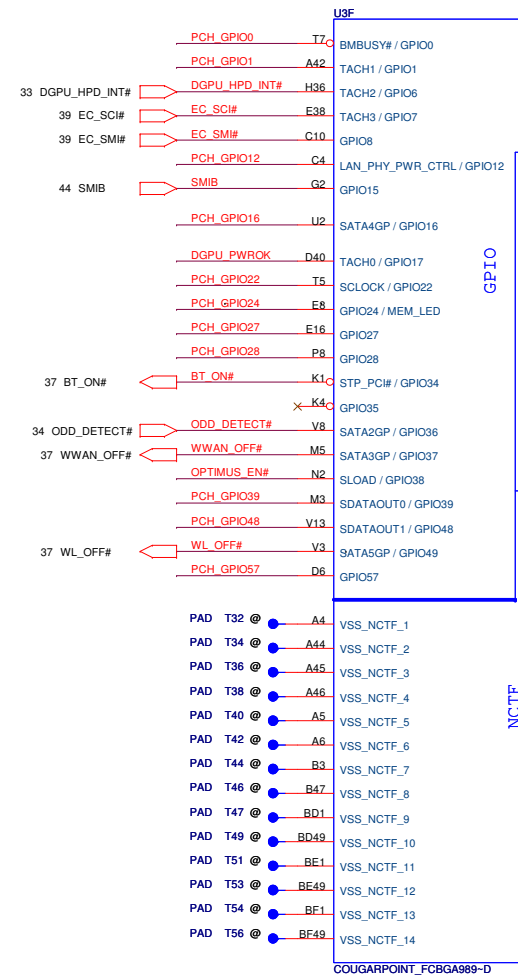 U3F
PCH_GPIO0 T7 BMBUSY# / GPIO0
PCH_GPIO1 A42 TACH1 / GPIO1
33 DGPU_HPD_INT# DGPU_HPD_INT# H36 TACH2 / GPIO6
39 EC_SCI# EC_SCI# E38 TACH3 / GPIO7
39 EC_SMI# EC_SMI# C10 GPIO8
PCH_GPIO12 C4 LAN_PHY_PWR_CTRL / GPIO12
44 SMIB SMIB G2 GPIO15
PCH_GPIO16 U2 SATA4GP / GPIO16
DGPU_PWROK D40 TACH0 / GPIO17
PCH_GPIO22 T5 SCLOCK / GPIO22
PCH_GPIO24 E8 GPIO24 / MEM_LED
PCH_GPIO27 E16 GPIO27
PCH_GPIO28 P8 GPIO28
37 BT_ON# BT_ON# K1 STP_PCI# / GPIO34
K4 GPIO35
34 ODD_DETECT# ODD_DETECT# V8 SATA2GP / GPIO36
37 WWAN_OFF# WWAN_OFF# M5 SATA3GP / GPIO37
OPTIMUS_EN# N2 SLOAD / GPIO38
PCH_GPIO39 M3 SDATAOUT0 / GPIO39
PCH_GPIO48 V13 SDATAOUT1 / GPIO48
37 WL_OFF# WL_OFF# V3 SATA5GP / GPIO49
PCH_GPIO57 D6 GPIO57
GPIO
PAD T32 @ A4 VSS_NCTF_1
PAD T34 @ A44 VSS_NCTF_2
PAD T36 @ A45 VSS_NCTF_3
PAD T38 @ A46 VSS_NCTF_4
PAD T40 @ A5 VSS_NCTF_5
PAD T42 @ A6 VSS_NCTF_6
PAD T44 @ B3 VSS_NCTF_7
PAD T46 @ B47 VSS_NCTF_8
PAD T47 @ BD1 VSS_NCTF_9
PAD T49 @ BD49 VSS_NCTF_10
PAD T51 @ BE1 VSS_NCTF_11
PAD T53 @ BE49 VSS_NCTF_12
PAD T54 @ BF1 VSS_NCTF_13
PAD T56 @ BF49 VSS_NCTF_14
NCTF
COUGARPOINT_FCBGA989~D